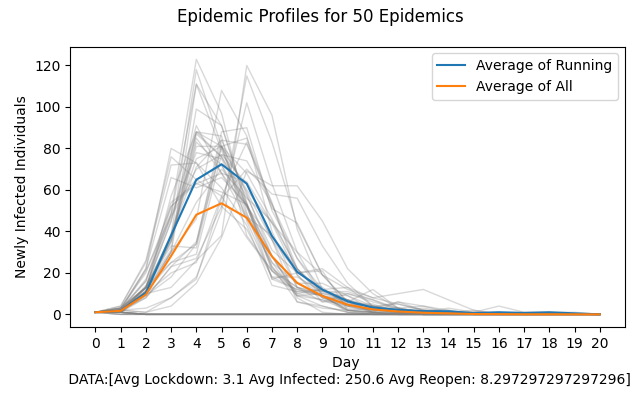 Epidemic Profiles for 50 Epidemics
Newly Infected Individuals
120
100
80
60
40
20
0
Average of Running
Average of All
0 1 2 3 4 5 6 7 8 9 10 11 12 13 14 15 16 17 18 19 20
Day
DATA:[Avg Lockdown: 3.1 Avg Infected: 250.6 Avg Reopen: 8.297297297297296]